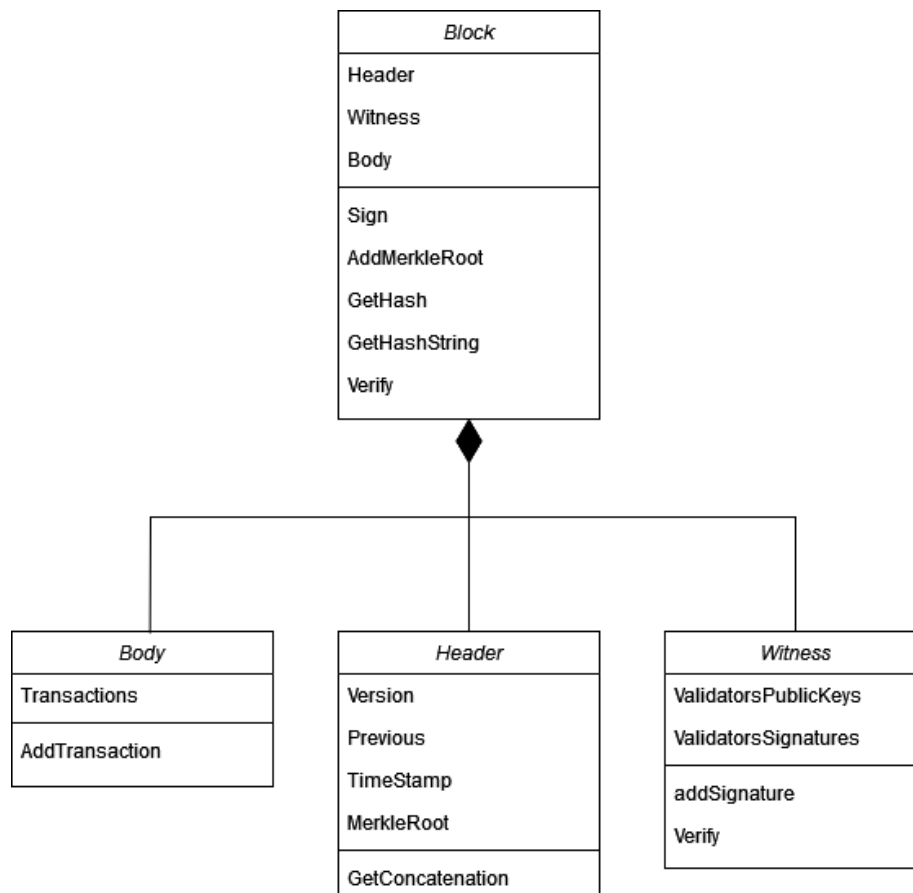 Block
Header
Witness
Body
Sign
AddMerkleRoot
GetHash
GetHashString
Verify
Body
Transactions
AddTransaction
Header
Version
Previous
TimeStamp
MerkleRoot
GetConcatenation
Witness
ValidatorsPublicKeys
ValidatorsSignatures
addSignature
Verify